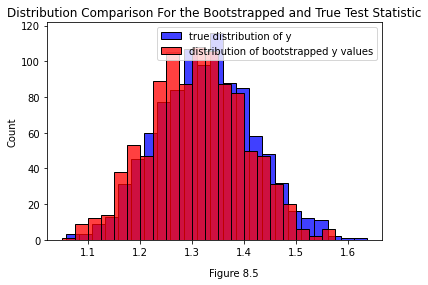 Distribution Comparison For the Bootstrapped and True Test Statistic
true distribution of y
distribution of bootstrapped y values
120
100
80
60
40
20
0
Count
1.1 1.2 1.3 1.4 1.5 1.6
Figure 8.5